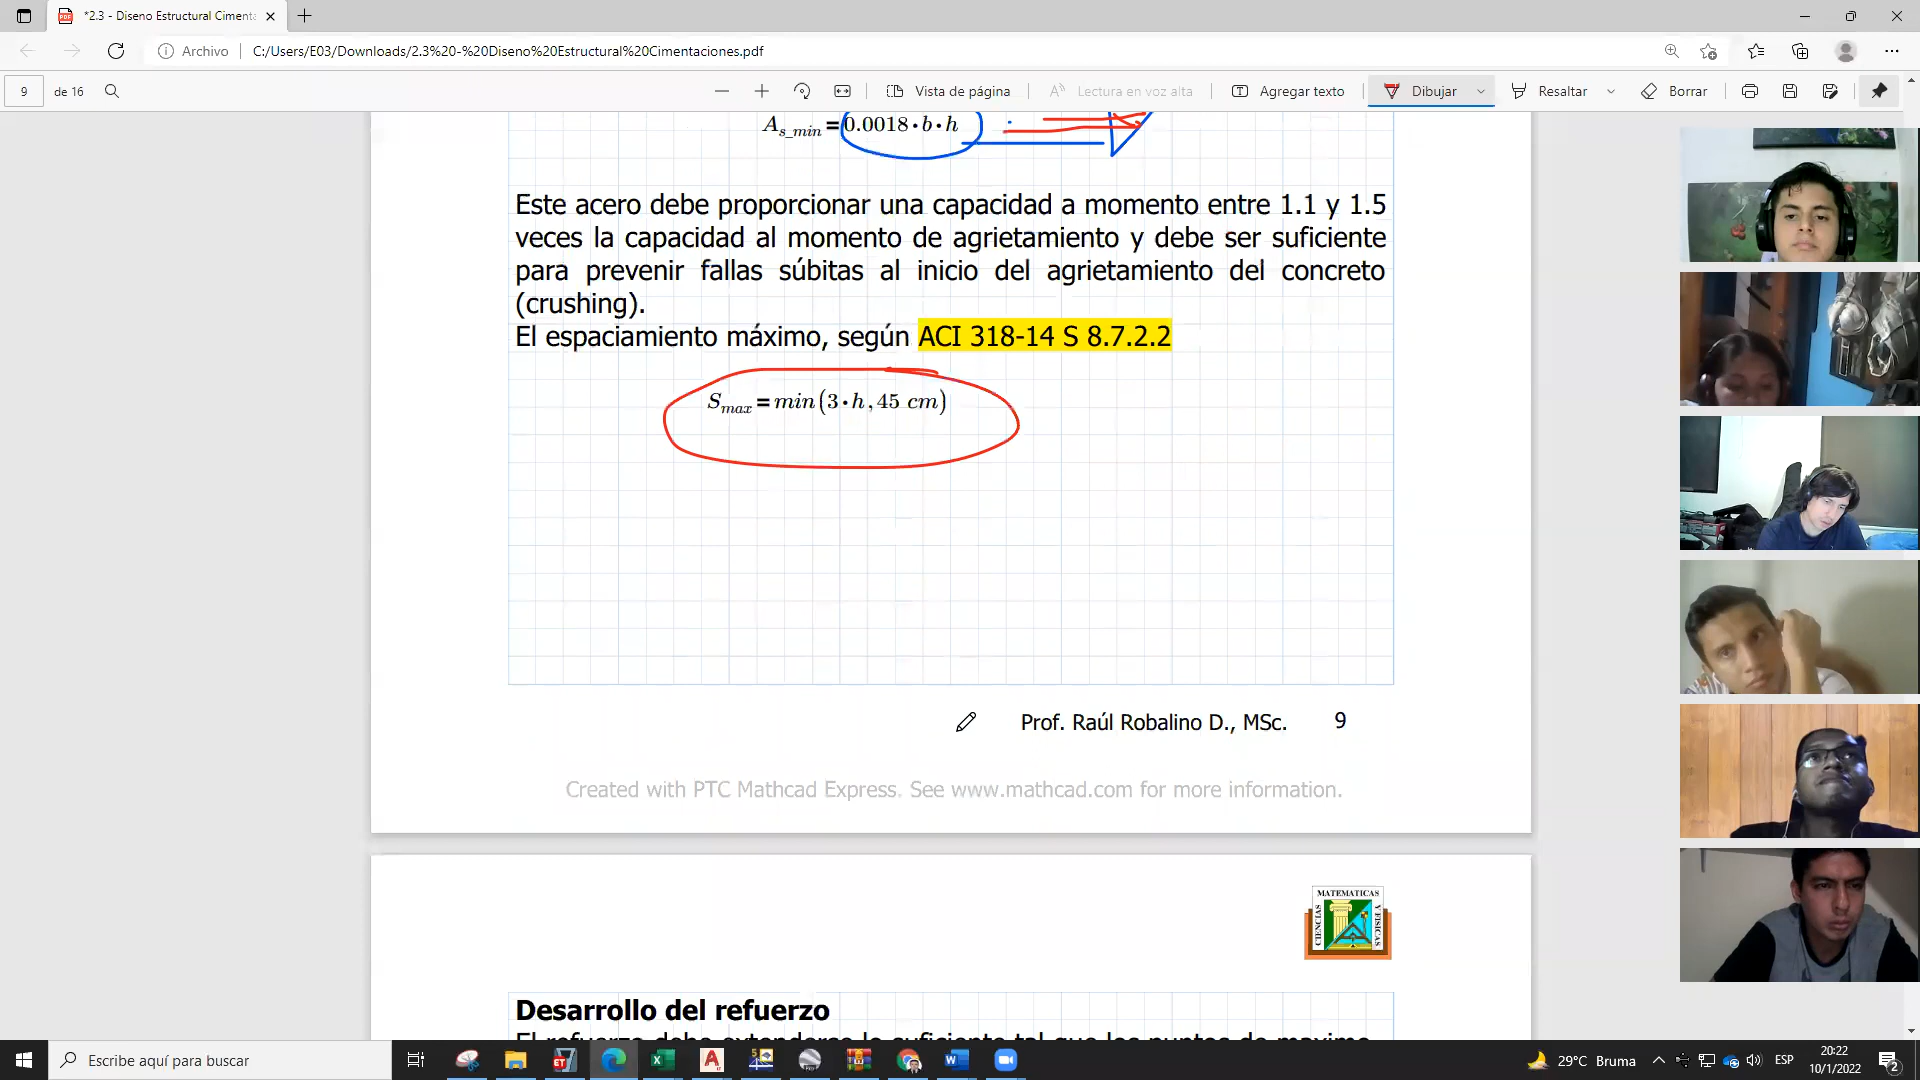 *2.3 - Diseno Estructural Cimenta
Archivo
C:/Users/E03/Downloads/2.3%20-%20Diseno%20Estructural%20Cimentaciones.pdf
9 de 16
Vista de página
Lectura en voz alta
Agregar texto
Dibujar
Resaltar
Borrar
A_s_min = 0.0018 • b • h
Este acero debe proporcionar una capacidad a momento entre 1.1 y 1.5
veces la capacidad al momento de agrietamiento y debe ser suficiente
para prevenir fallas súbitas al inicio del agrietamiento del concreto
(crushing).
El espaciamiento máximo, según ACI 318-14 S 8.7.2.2
S_max = min(3 • h, 45 cm)
Prof. Raúl Robalino D., MSc. 9
Created with PTC Mathcad Express. See www.mathcad.com for more information.
MATEMATICAS
CIENCIAS
Y FISICAS
Desarrollo del refuerzo
Escribe aquí para buscar
29°C Bruma
ESP
20:22
10/1/2022
2